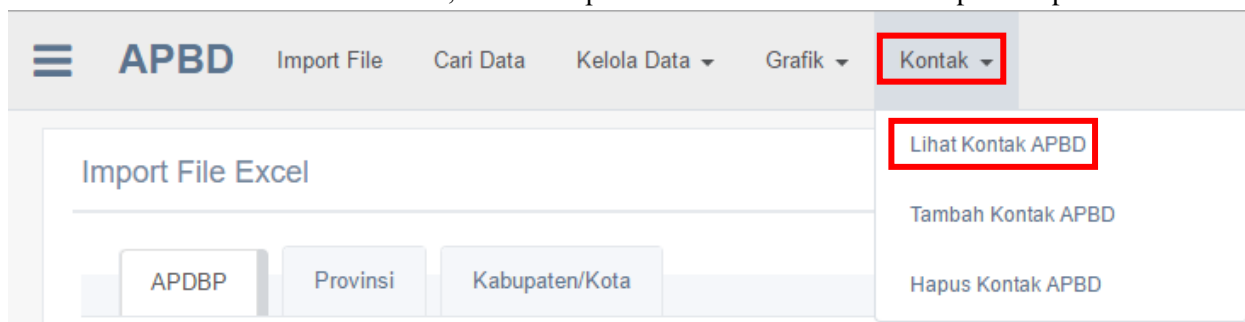 APBD Import File Cari Data Kelola Data Grafik Kontak
Lihat Kontak APBD
Import File Excel
Tambah Kontak APBD
APDBP Provinsi Kabupaten/Kota
Hapus Kontak APBD